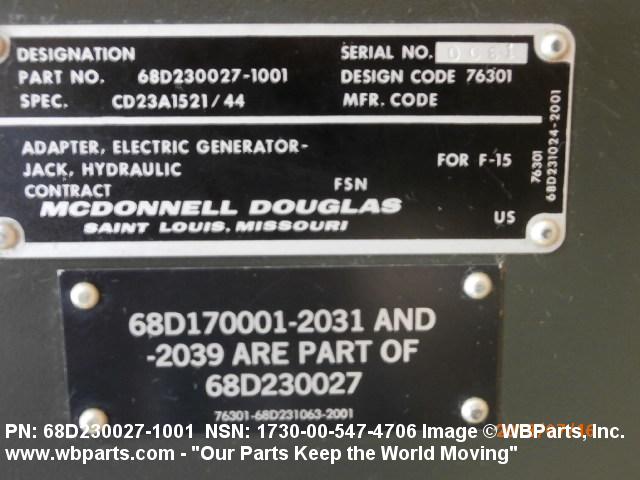 DESIGNATION
SERIAL NO. 0081
PART NO. 68D230027-1001
DESIGN CODE 76301
SPEC. CD23A1521/44
MFR. CODE
ADAPTER, ELECTRIC GENERATOR-
JACK, HYDRAULIC
FOR F-15
CONTRACT
FSN
MCDONNELL DOUGLAS
SAINT LOUIS, MISSOURI
US
76301
68D231024-2001
68D170001-2031 AND
-2039 ARE PART OF
68D230027
76301-68D231063-2001
PN: 68D230027-1001 NSN: 1730-00-547-4706 Image © WBParts, Inc.
www.wbparts.com - "Our Parts Keep the World Moving"